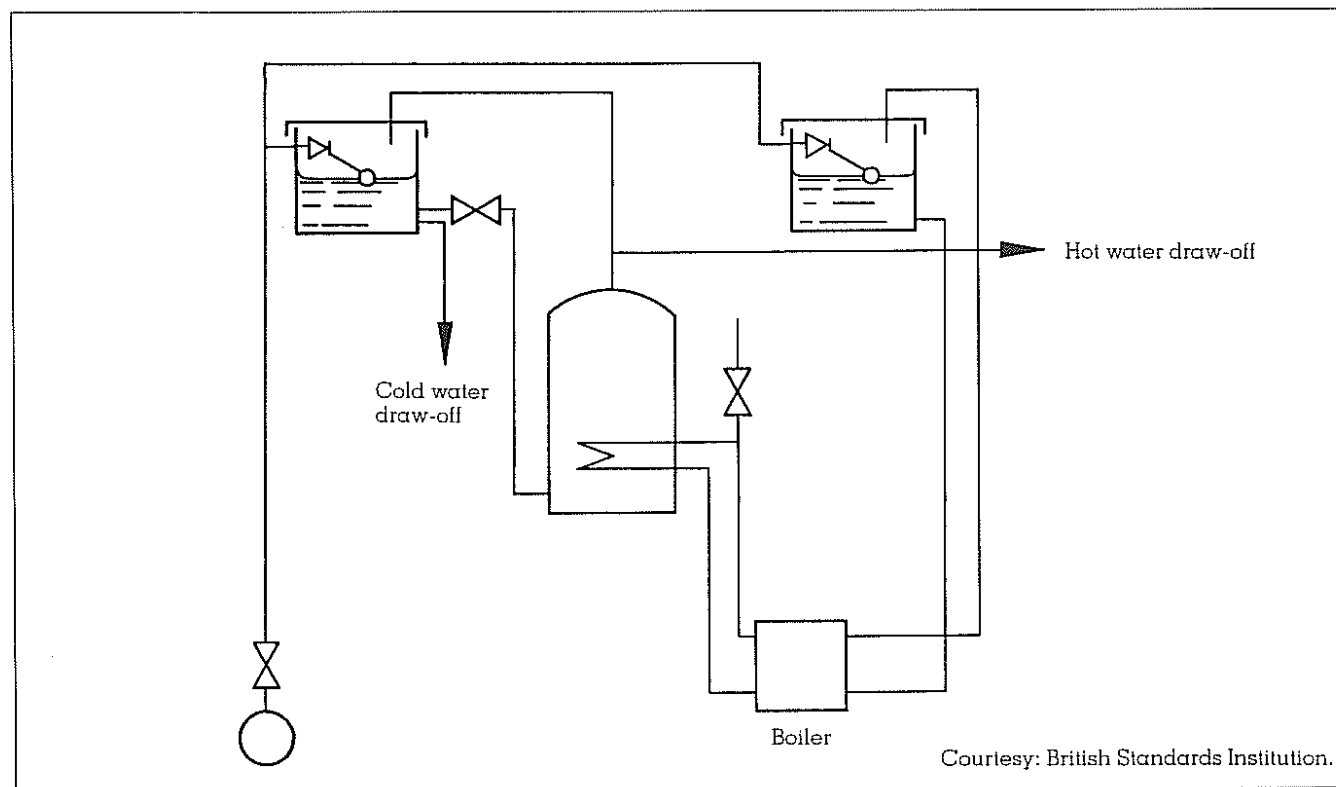 Hot water draw-off
Cold water
draw-off
Boiler
Courtesy: British Standards Institution.